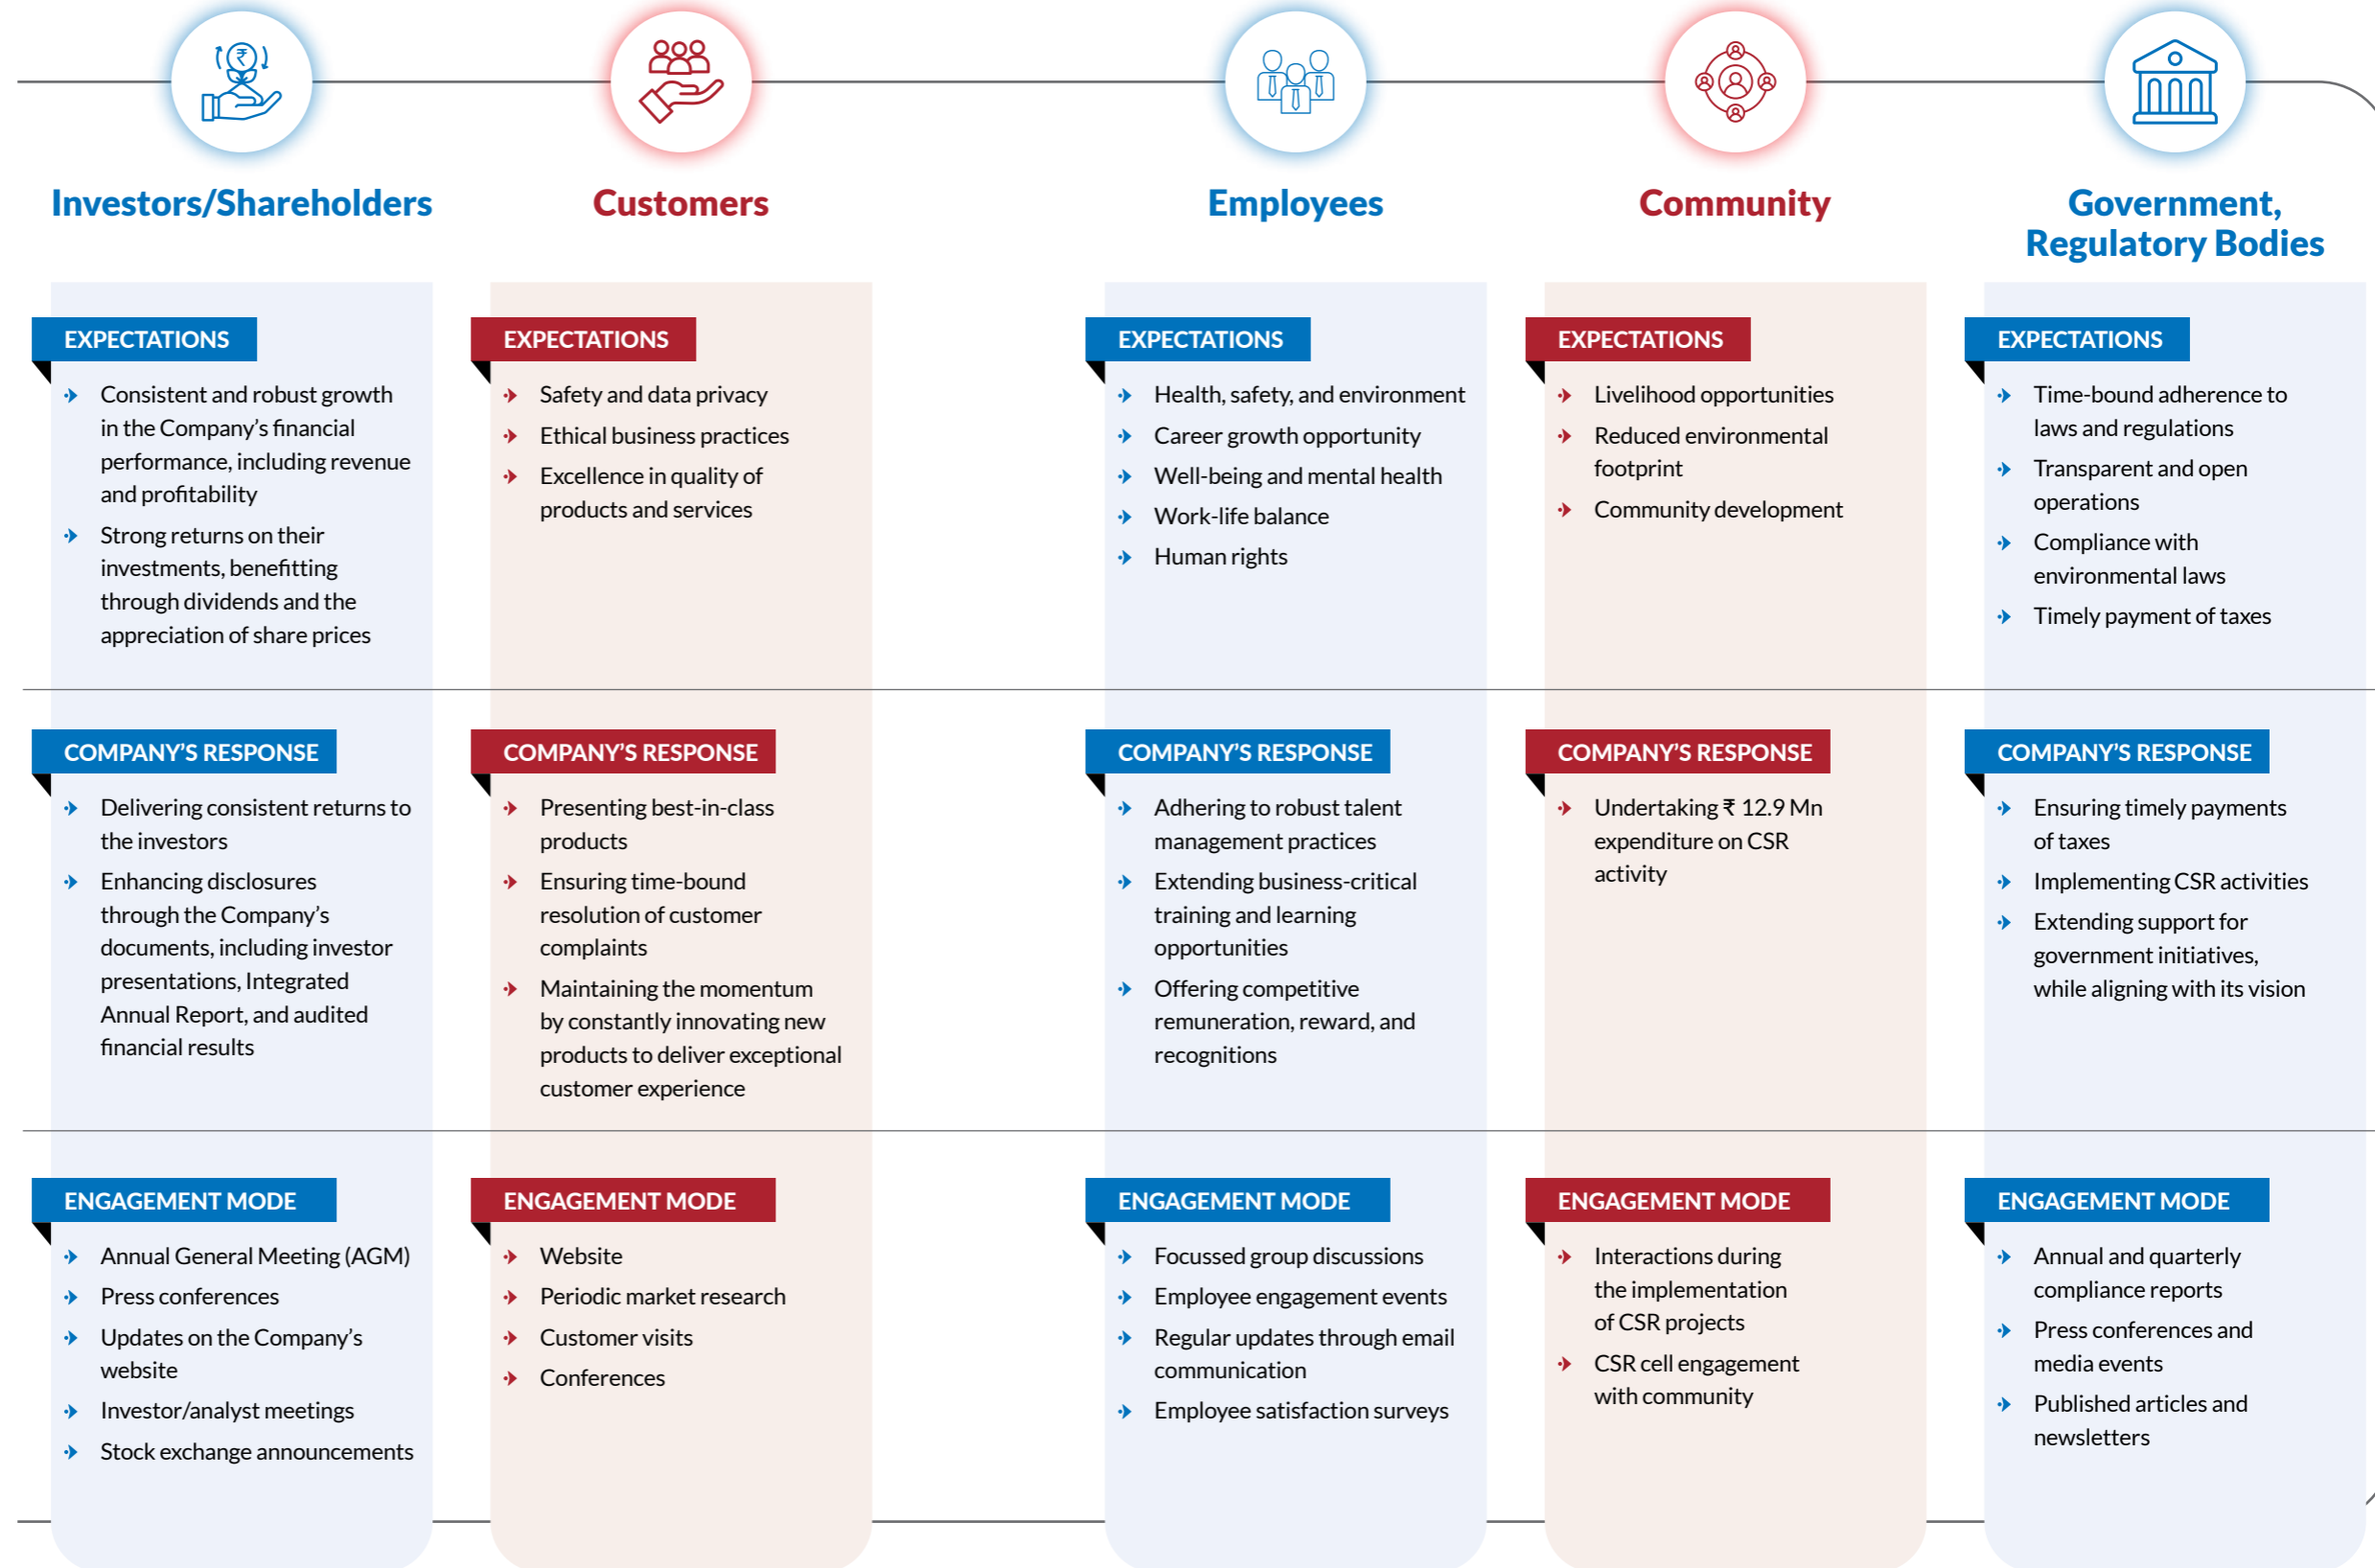 Investors/Shareholders
EXPECTATIONS
Consistent and robust growth
in the Company’s financial
performance, including revenue
and profitability
Strong returns on their
investments, benefitting
through dividends and the
appreciation of share prices
COMPANY’S RESPONSE
Delivering consistent returns to
the investors
Enhancing disclosures
through the Company’s
documents, including investor
presentations, Integrated
Annual Report, and audited
financial results
ENGAGEMENT MODE
Annual General Meeting (AGM)
Press conferences
Updates on the Company’s
website
Investor/analyst meetings
Stock exchange announcements
Customers
EXPECTATIONS
Safety and data privacy
Ethical business practices
Excellence in quality of
products and services
COMPANY’S RESPONSE
Presenting best-in-class
products
Ensuring time-bound
resolution of customer
complaints
Maintaining the momentum
by constantly innovating new
products to deliver exceptional
customer experience
ENGAGEMENT MODE
Website
Periodic market research
Customer visits
Conferences
Employees
EXPECTATIONS
Health, safety, and environment
Career growth opportunity
Well-being and mental health
Work-life balance
Human rights
COMPANY’S RESPONSE
Adhering to robust talent
management practices
Extending business-critical
training and learning
opportunities
Offering competitive
remuneration, reward, and
recognitions
ENGAGEMENT MODE
Focussed group discussions
Employee engagement events
Regular updates through email
communication
Employee satisfaction surveys
Community
EXPECTATIONS
Livelihood opportunities
Reduced environmental
footprint
Community development
COMPANY’S RESPONSE
Undertaking ₹ 12.9 Mn
expenditure on CSR
activity
ENGAGEMENT MODE
Interactions during
the implementation
of CSR projects
CSR cell engagement
with community
Government,
Regulatory Bodies
EXPECTATIONS
Time-bound adherence to
laws and regulations
Transparent and open
operations
Compliance with
environmental laws
Timely payment of taxes
COMPANY’S RESPONSE
Ensuring timely payments
of taxes
Implementing CSR activities
Extending support for
government initiatives,
while aligning with its vision
ENGAGEMENT MODE
Annual and quarterly
compliance reports
Press conferences and
media events
Published articles and
newsletters